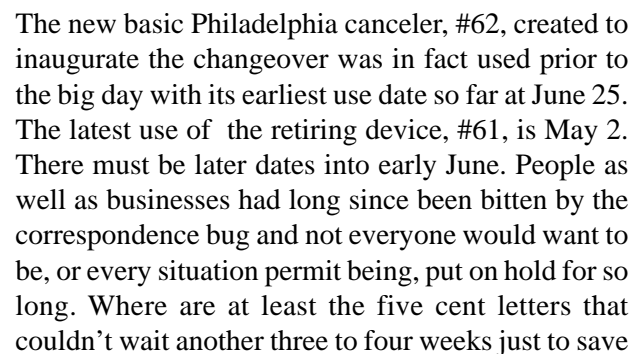 The new basic Philadelphia canceler, #62, created to
inaugurate the changeover was in fact used prior to
the big day with its earliest use date so far at June 25.
The latest use of  the retiring device, #61, is May 2.
There must be later dates into early June. People as
well as businesses had long since been bitten by the
correspondence bug and not everyone would want to
be, or every situation permit being, put on hold for so
long. Where are at least the five cent letters that
couldn’t wait another three to four weeks just to save